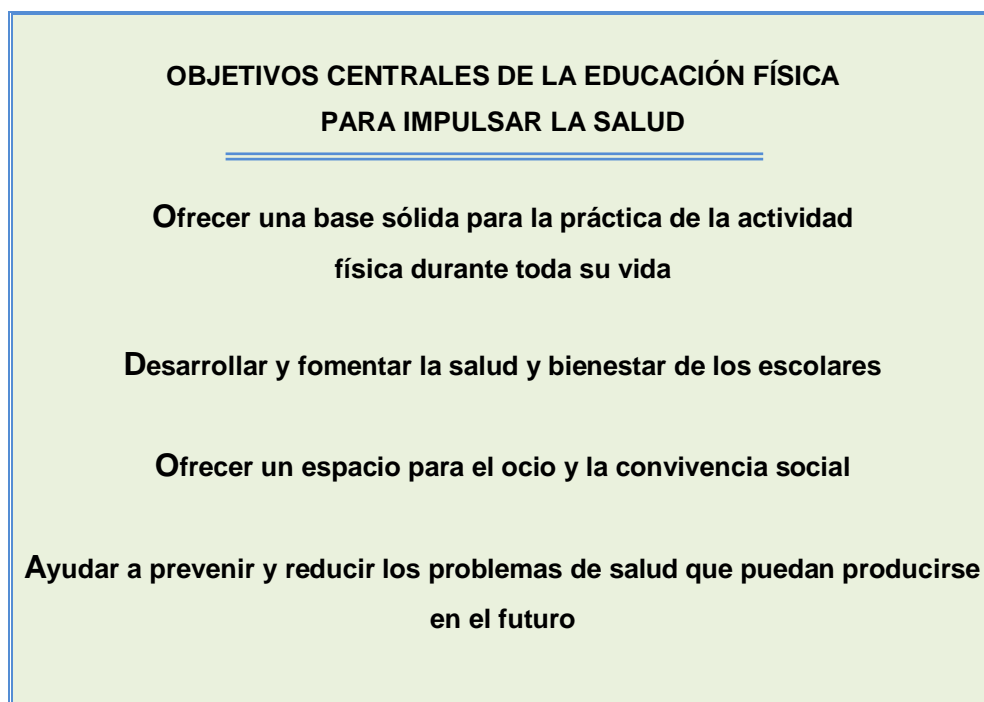 OBJETIVOS CENTRALES DE LA EDUCACIÓN FÍSICA
PARA IMPULSAR LA SALUD
Ofrecer una base sólida para la práctica de la actividad
física durante toda su vida
Desarrollar y fomentar la salud y bienestar de los escolares
Ofrecer un espacio para el ocio y la convivencia social
Ayudar a prevenir y reducir los problemas de salud que puedan producirse
en el futuro